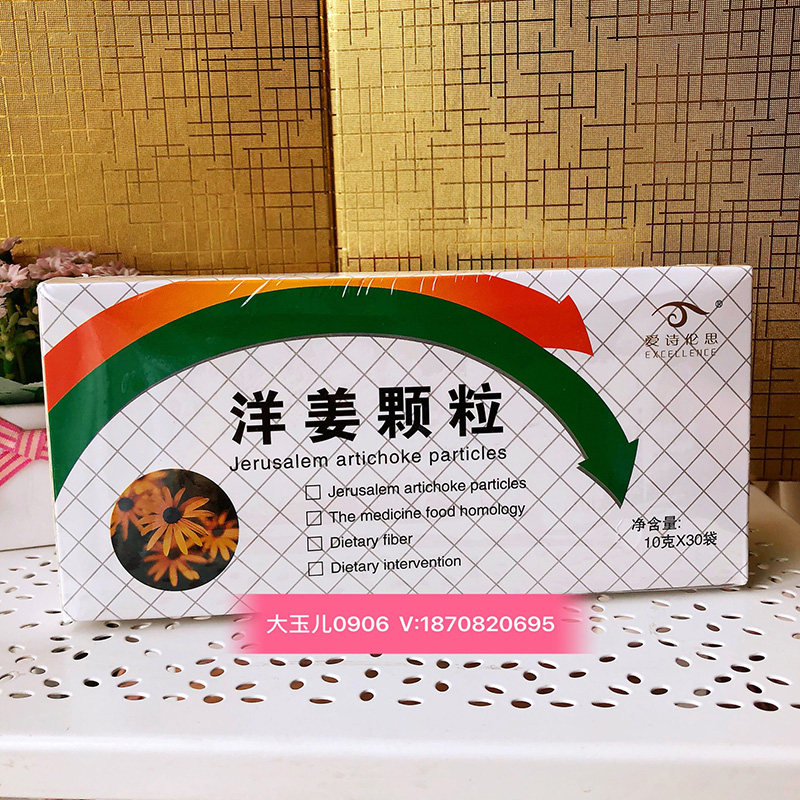 爱诗伦思
®
EXCELLENCE
洋姜颗粒
Jerusalem artichoke particles
Jerusalem artichoke particles
The medicine food homology
Dietary fiber
Dietary intervention
净含量:
10克X30袋
大玉儿0906 V:1870820695